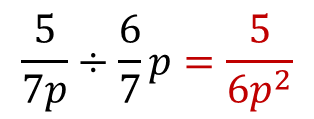 5/(7p) ÷ 6/7 p = 5/(6p²)